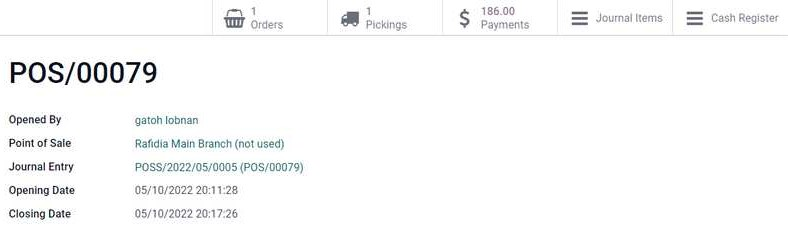 1 Orders
1 Pickings
186.00 Payments
Journal Items
Cash Register
POS/00079
Opened By gatoh lobnan
Point of Sale Rafidia Main Branch (not used)
Journal Entry POSS/2022/05/0005 (POS/00079)
Opening Date 05/10/2022 20:11:28
Closing Date 05/10/2022 20:17:26